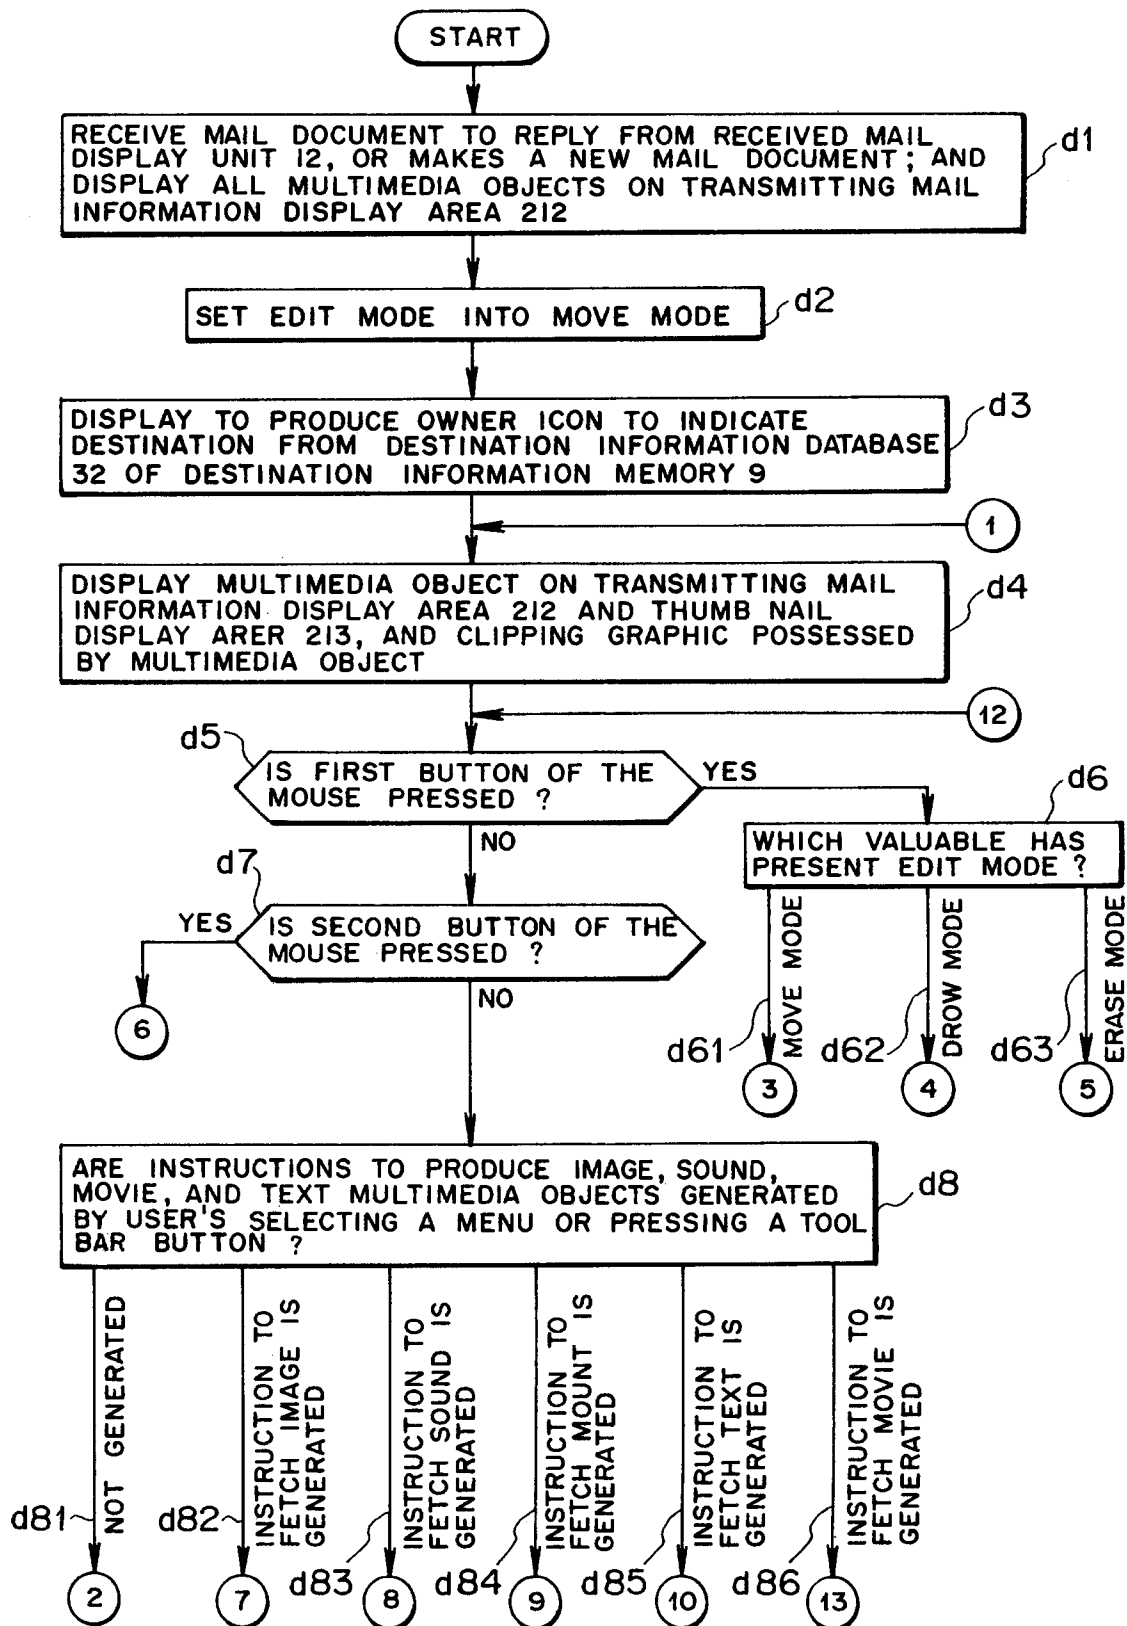 START
RECEIVE MAIL DOCUMENT TO REPLY FROM RECEIVED MAIL
DISPLAY UNIT 12, OR MAKES A NEW MAIL DOCUMENT; AND
DISPLAY ALL MULTIMEDIA OBJECTS ON TRANSMITTING MAIL
INFORMATION DISPLAY AREA 212
d1
SET EDIT MODE INTO MOVE MODE
d2
DISPLAY TO PRODUCE OWNER ICON TO INDICATE
DESTINATION FROM DESTINATION INFORMATION DATABASE
32 OF DESTINATION INFORMATION MEMORY 9
d3
1
DISPLAY MULTIMEDIA OBJECT ON TRANSMITTING MAIL
INFORMATION DISPLAY AREA 212 AND THUMB NAIL
DISPLAY ARER 213, AND CLIPPING GRAPHIC POSSESSED
BY MULTIMEDIA OBJECT
d4
12
d5
IS FIRST BUTTON OF THE
MOUSE PRESSED ?
YES
NO
d6
WHICH VALUABLE HAS
PRESENT EDIT MODE ?
d7
YES
IS SECOND BUTTON OF THE
MOUSE PRESSED ?
NO
6
d61
MOVE MODE
d62
DROW MODE
d63
ERASE MODE
3
4
5
ARE INSTRUCTIONS TO PRODUCE IMAGE, SOUND,
MOVIE, AND TEXT MULTIMEDIA OBJECTS GENERATED
BY USER'S SELECTING A MENU OR PRESSING A TOOL
BAR BUTTON ?
d8
d81
NOT GENERATED
d82
INSTRUCTION TO
FETCH IMAGE IS
GENERATED
d83
INSTRUCTION TO
FETCH SOUND IS
GENERATED
d84
INSTRUCTION TO
FETCH MOUNT IS
GENERATED
d85
INSTRUCTION TO
FETCH TEXT IS
GENERATED
d86
INSTRUCTION TO
FETCH MOVIE IS
GENERATED
2
7
8
9
10
13